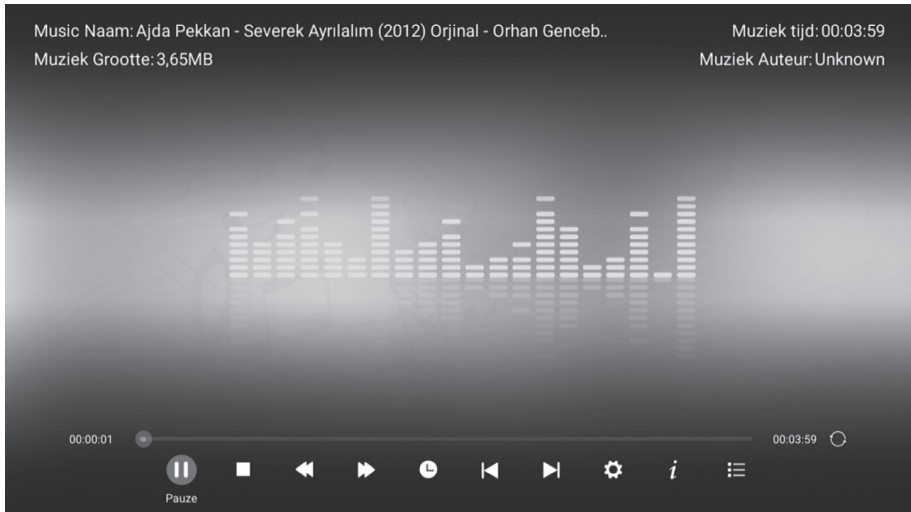 Music Naam: Ajda Pekkan - Severek Ayrılalım (2012) Orjinal - Orhan Genceb..
Muziek tijd: 00:03:59
Muziek Grootte: 3,65MB
Muziek Auteur: Unknown
00:00:01
00:03:59
Pauze